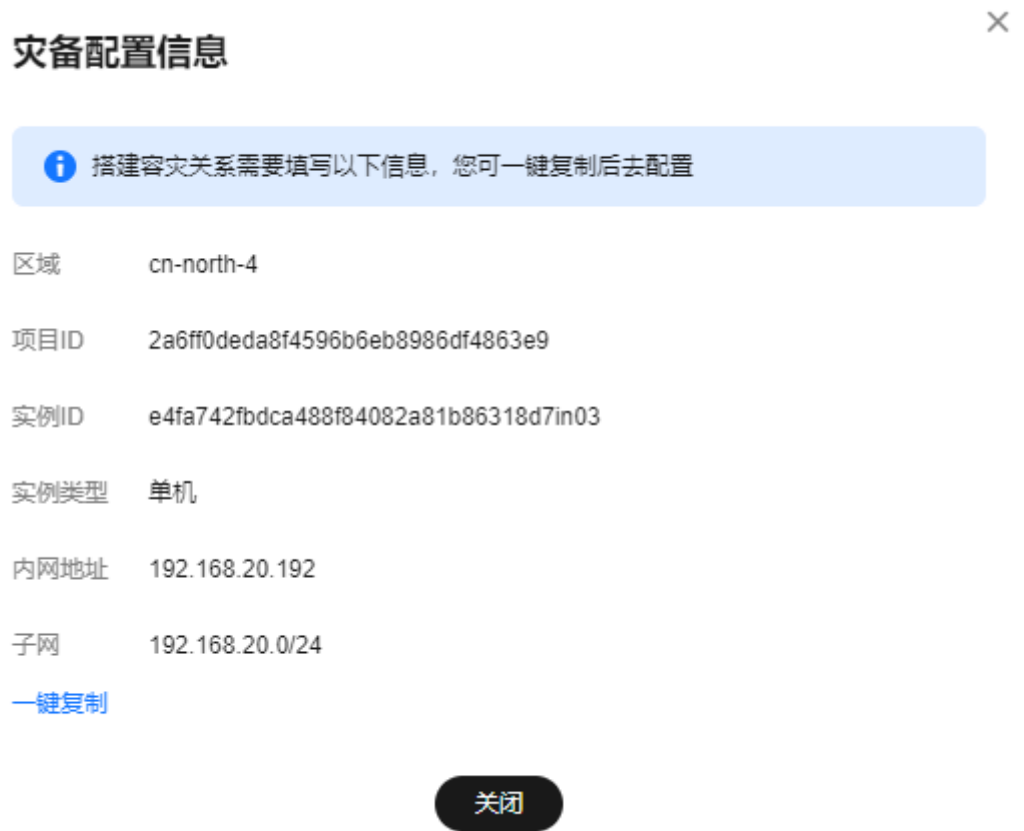 灾备配置信息
搭建容灾关系需要填写以下信息，您可一键复制后去配置
区域 cn-north-4
项目ID 2a6ff0deda8f4596b6eb8986df4863e9
实例ID e4fa742fbdca488f84082a81b86318d7in03
实例类型 单机
内网地址 192.168.20.192
子网 192.168.20.0/24
一键复制
关闭